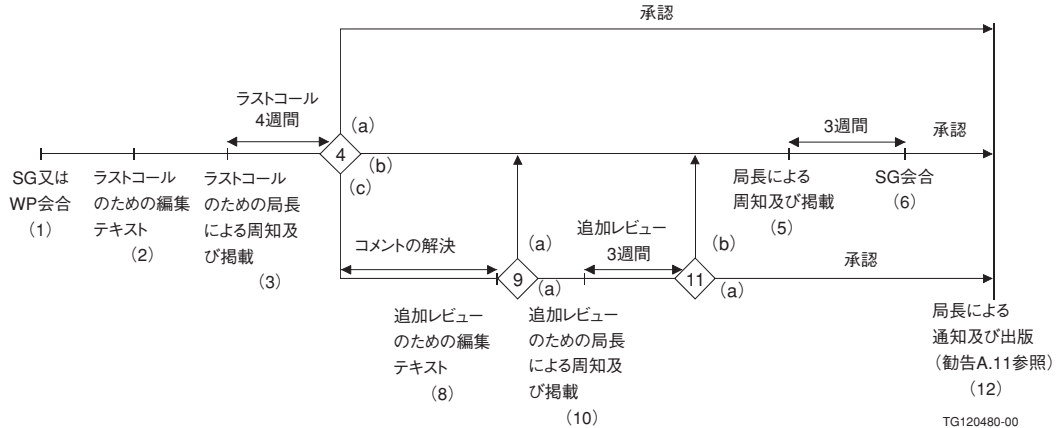 承認
ラストコール
4週間
(a)
4
(b)
(c)
3週間
承認
SG又は
WP会合
(1)
ラストコール
のための編集
テキスト
(2)
ラストコール
のための局長
による周知及
び掲載
(3)
局長による
周知及び掲載
(5)
SG会合
(6)
コメントの解決
(a)
9
(a)
追加レビュー
3週間
(b)
11
(a)
承認
追加レビュー
のための編集
テキスト
(8)
追加レビュー
のための局長
による周知及
び掲載
(10)
局長による
通知及び出版
(勧告A.11参照)
(12)
TG120480-00